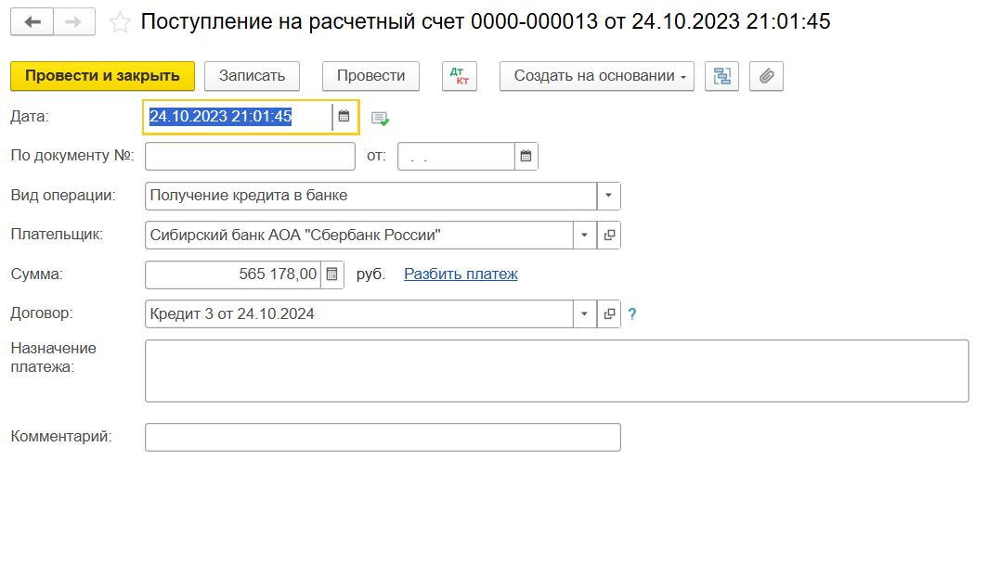 Поступление на расчетный счет 0000-000013 от 24.10.2023 21:01:45
Провести и закрыть Записать Провести Дт Кт Создать на основании
Дата: 24.10.2023 21:01:45
По документу №: от: . .
Вид операции: Получение кредита в банке
Плательщик: Сибирский банк АОА "Сбербанк России"
Сумма: 565 178,00 руб. Разбить платеж
Договор: Кредит 3 от 24.10.2024 ?
Назначение
платежа:
Комментарий: